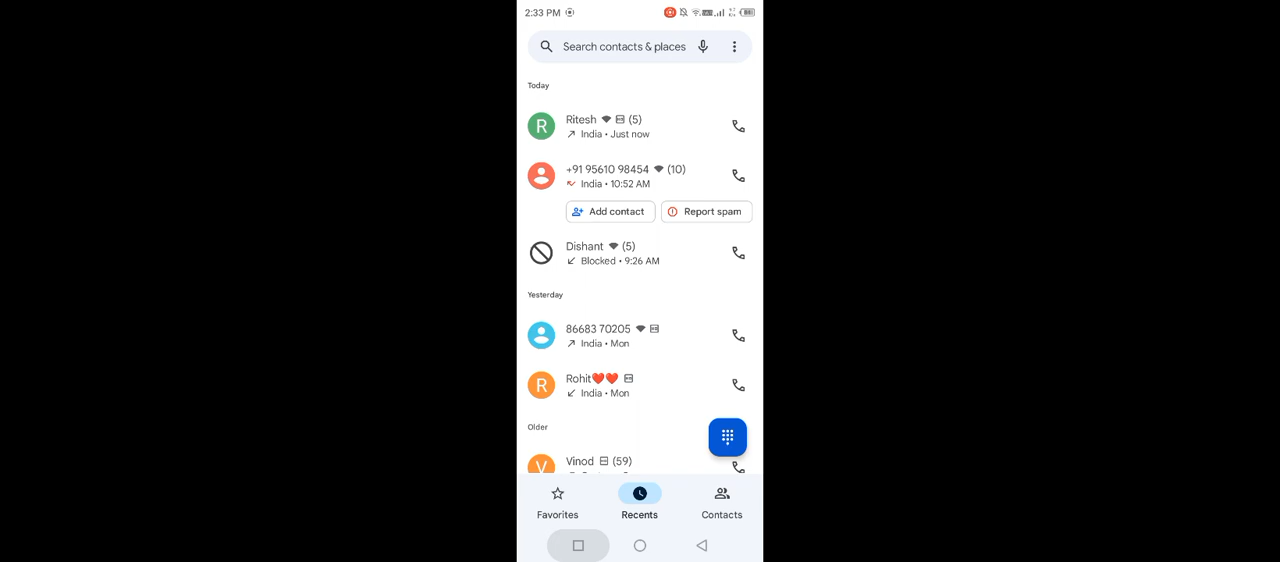 2:33 PM
Search contacts & places
Today
R
Ritesh (5)
India • Just now
+91 95610 98454 (10)
India • 10:52 AM
Add contact
Report spam
Dishant (5)
Blocked • 9:26 AM
Yesterday
86683 70205
India • Mon
R
Rohit❤️❤️
India • Mon
Older
V
Vinod (59)
Favorites
Recents
Contacts